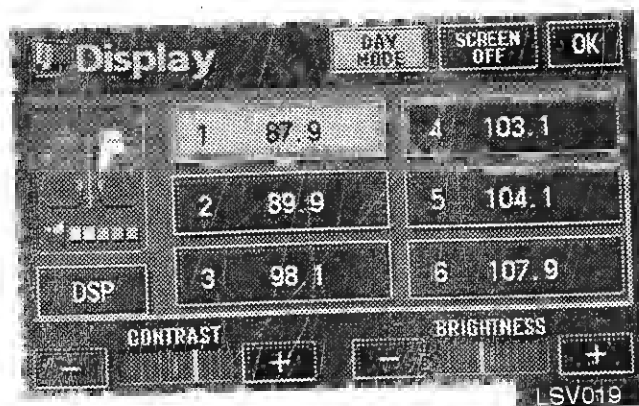 Display DAY MODE SCREEN OFF OK
1 87.9 4 103.1
2 89.9 5 104.1
DSP 3 98.1 6 107.9
CONTRAST BRIGHTNESS
- + - +
LSV019